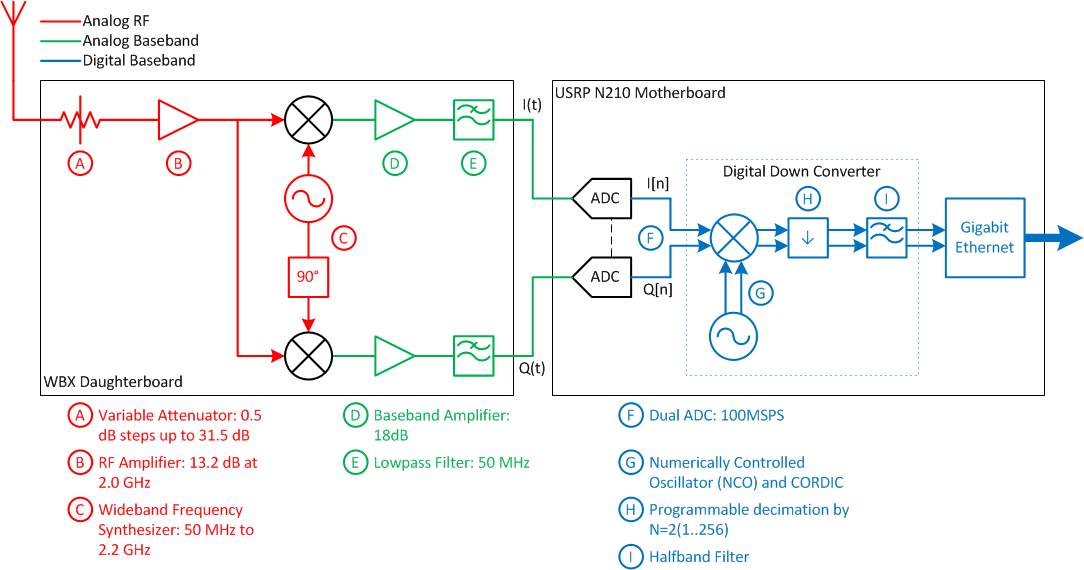 Analog RF
Analog Baseband
Digital Baseband
USRP N210 Motherboard
I(t)
A
B
D
E
Digital Down Converter
ADC
I[n]
H
I
C
F
↓
Gigabit
Ethernet
90°
ADC
Q[n]
G
Q(t)
WBX Daughterboard
A Variable Attenuator: 0.5
dB steps up to 31.5 dB
B RF Amplifier: 13.2 dB at
2.0 GHz
C Wideband Frequency
Synthesizer: 50 MHz to
2.2 GHz
D Baseband Amplifier:
18dB
E Lowpass Filter: 50 MHz
F Dual ADC: 100MSPS
G Numerically Controlled
Oscillator (NCO) and CORDIC
H Programmable decimation by
N=2(1..256)
I Halfband Filter